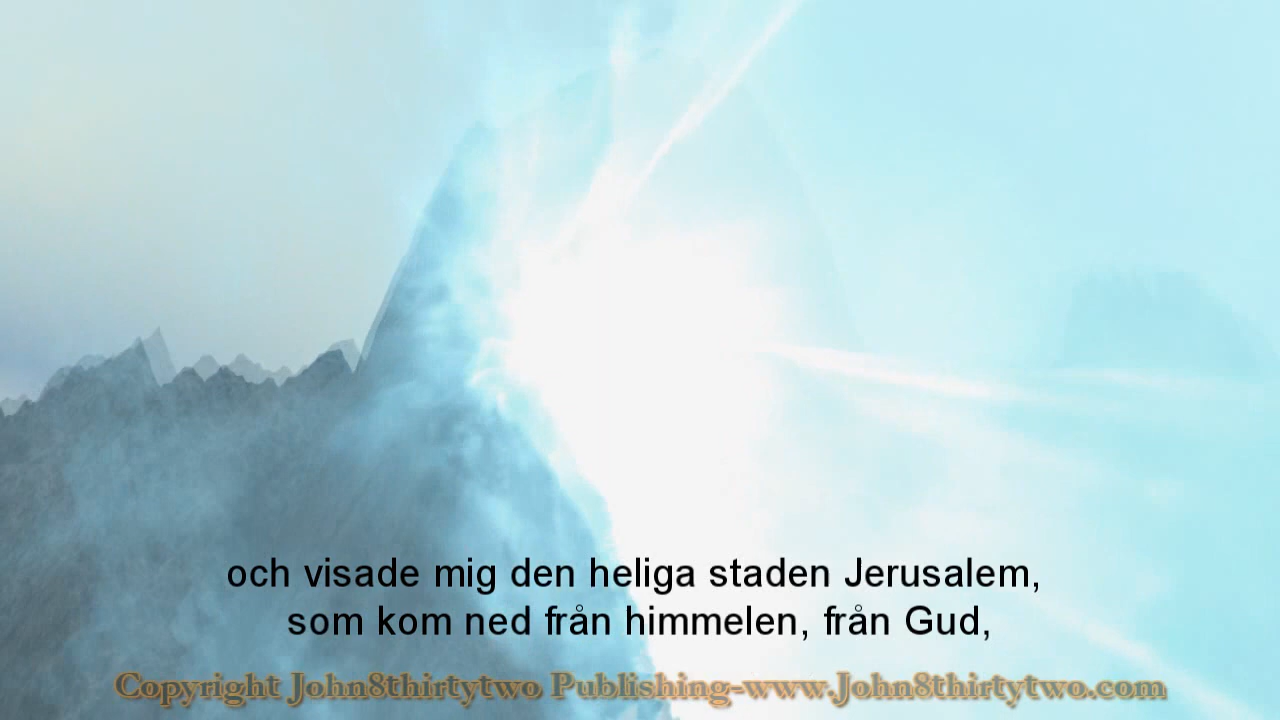 och visade mig den heliga staden Jerusalem,
som kom ned från himmelen, från Gud,
Copyright John8thirtytwo Publishing-www.John8thirtytwo.com